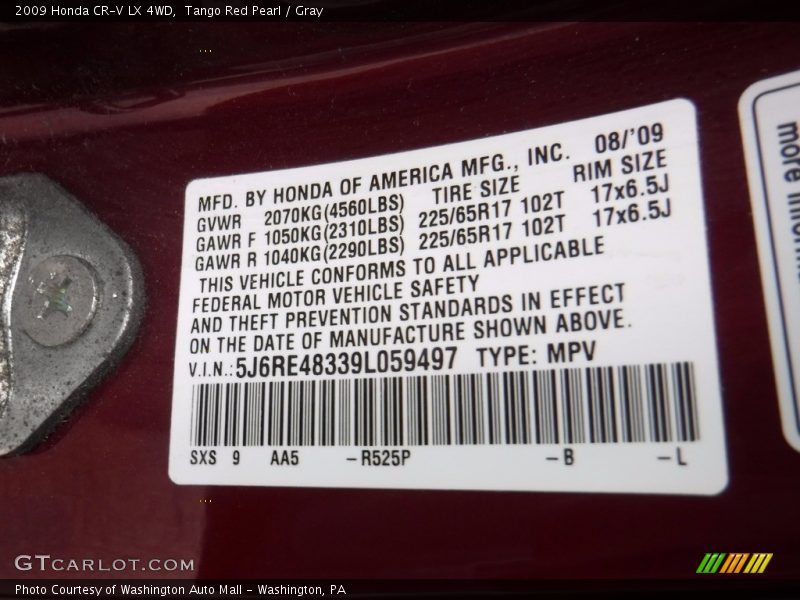 2009 Honda CR-V LX 4WD,  Tango Red Pearl / Gray
MFD. BY HONDA OF AMERICA MFG., INC. 08/'09
GVWR 2070KG(4560LBS) TIRE SIZE RIM SIZE
GAWR F 1050KG(2310LBS) 225/65R17 102T 17x6.5J
GAWR R 1040KG(2290LBS) 225/65R17 102T 17x6.5J
THIS VEHICLE CONFORMS TO ALL APPLICABLE
FEDERAL MOTOR VEHICLE SAFETY
AND THEFT PREVENTION STANDARDS IN EFFECT
ON THE DATE OF MANUFACTURE SHOWN ABOVE.
V.I.N.:5J6RE48339L059497 TYPE: MPV
SXS 9 AA5 -R525P -B -L
more
GTCARLOT.COM
Photo Courtesy of Washington Auto Mall - Washington, PA